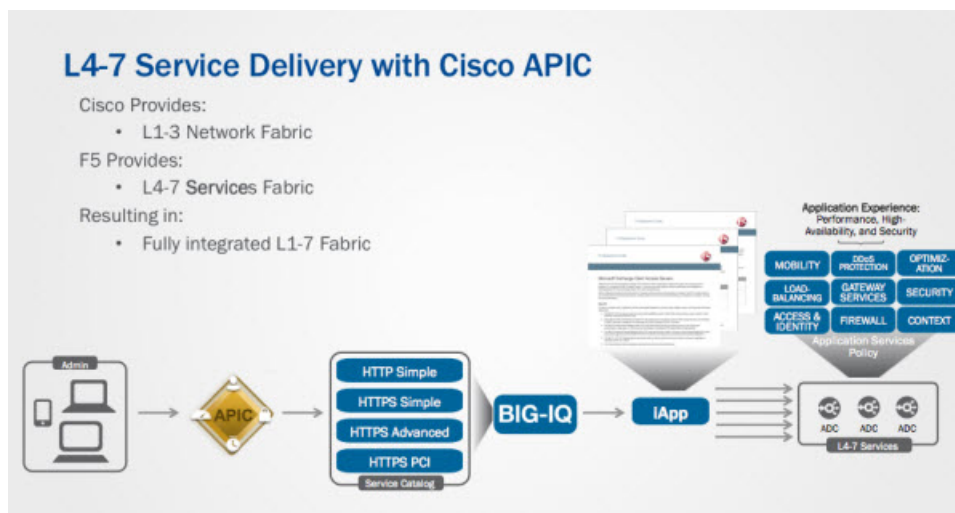 L4-7 Service Delivery with Cisco APIC
Cisco Provides:
• L1-3 Network Fabric
F5 Provides:
• L4-7 Services Fabric
Resulting in:
• Fully integrated L1-7 Fabric
Application Experience:
Performance, High-
Availability, and Security
MOBILITY
DDoS
PROTECTION
OPTIMIZ-
ATION
LOAD-
BALANCING
GATEWAY
SERVICES
SECURITY
ACCESS &
IDENTITY
FIREWALL
CONTEXT
Application Services
Policy
Admin
APIC
HTTP Simple
HTTPS Simple
HTTPS Advanced
HTTPS PCI
Service Catalog
BIG-IQ
iApp
ADC
ADC
ADC
L4-7 Services